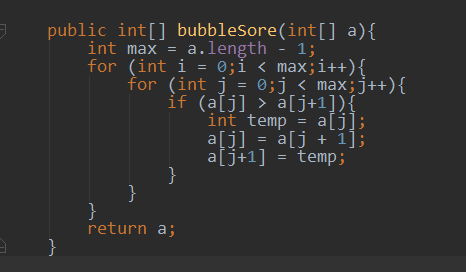 public int[] bubbleSore(int[] a){
int max = a.length - 1;
for (int i = 0;i < max;i++){
for (int j = 0;j < max;j++){
if (a[j] > a[j+1]){
int temp = a[j];
a[j] = a[j + 1];
a[j+1] = temp;
}
}
}
return a;
}